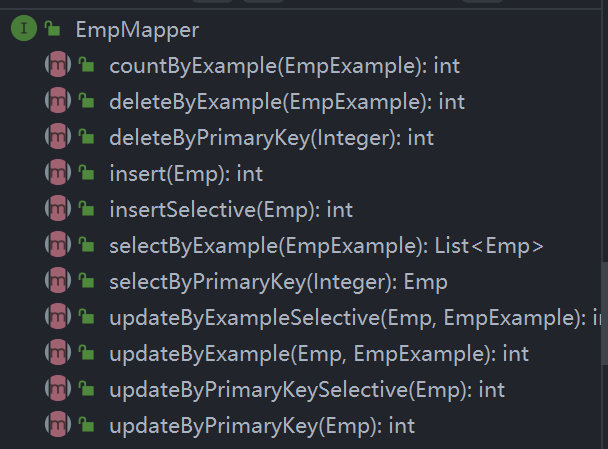 I EmpMapper
m countByExample(EmpExample): int
m deleteByExample(EmpExample): int
m deleteByPrimaryKey(Integer): int
m insert(Emp): int
m insertSelective(Emp): int
m selectByExample(EmpExample): List<Emp>
m selectByPrimaryKey(Integer): Emp
m updateByExampleSelective(Emp, EmpExample):
m updateByExample(Emp, EmpExample): int
m updateByPrimaryKeySelective(Emp): int
m updateByPrimaryKey(Emp): int